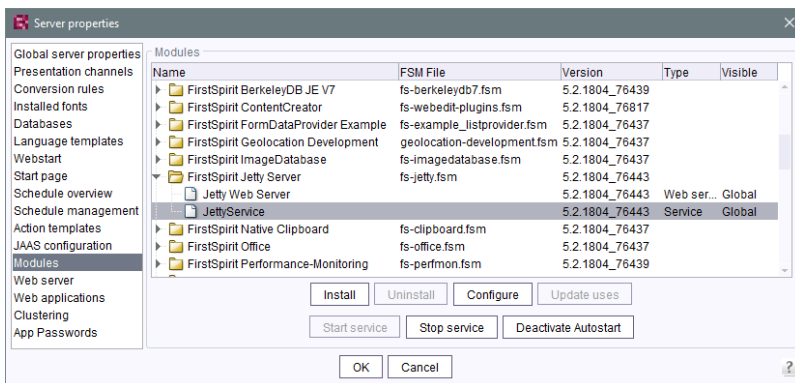 Server properties
Global server properties
Presentation channels
Conversion rules
Installed fonts
Databases
Language templates
Webstart
Start page
Schedule overview
Schedule management
Action templates
JAAS configuration
Modules
Web server
Web applications
Clustering
App Passwords
Modules
Name FSM File Version Type Visible
FirstSpirit BerkeleyDB JE V7 fs-berkeleydb7.fsm 5.2.1804_76439
FirstSpirit ContentCreator fs-webedit-plugins.fsm 5.2.1804_76817
FirstSpirit FormDataProvider Example fs-example_listprovider.fsm 5.2.1804_76437
FirstSpirit Geolocation Development geolocation-development.fsm 5.2.1804_76437
FirstSpirit ImageDatabase fs-imagedatabase.fsm 5.2.1804_76437
FirstSpirit Jetty Server fs-jetty.fsm 5.2.1804_76443
Jetty Web Server 5.2.1804_76443 Web ser... Global
JettyService 5.2.1804_76443 Service Global
FirstSpirit Native Clipboard fs-clipboard.fsm 5.2.1804_76437
FirstSpirit Office fs-office.fsm 5.2.1804_76437
FirstSpirit Performance-Monitoring fs-perfmon.fsm 5.2.1804_76439
Install Uninstall Configure Update uses
Start service Stop service Deactivate Autostart
OK Cancel ?